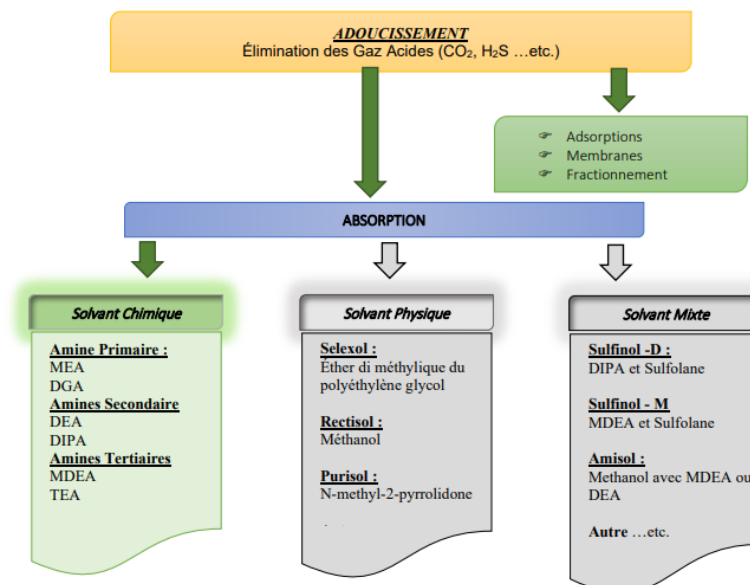 ADOUCISSEMENT
Élimination des Gaz Acides (CO₂, H₂S …etc.)
☞ Adsorptions
☞ Membranes
☞ Fractionnement
ABSORPTION
Solvant Chimique
Amine Primaire :
MEA
DGA
Amines Secondaire
DEA
DIPA
Amines Tertiaires
MDEA
TEA
Solvant Physique
Selexol :
Éther di méthylique du
polyéthylène glycol
Rectisol :
Méthanol
Purisol :
N-methyl-2-pyrrolidone
Solvant Mixte
Sulfinol -D :
DIPA et Sulfolane
Sulfinol - M
MDEA et Sulfolane
Amisol :
Methanol avec MDEA ou
DEA
Autre …etc.